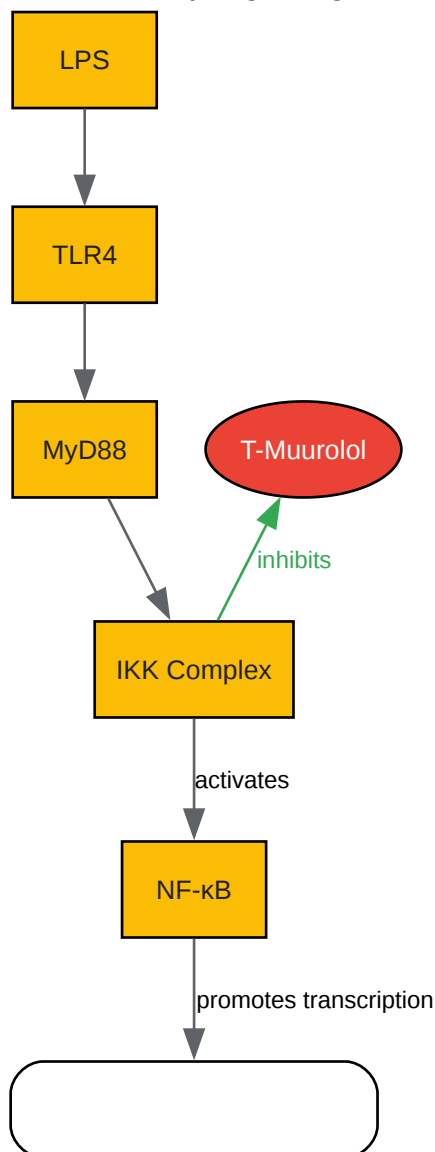 LPS
TLR4
MyD88
T-Muurolol
inhibits
IKK Complex
activates
NF-κB
promotes transcription